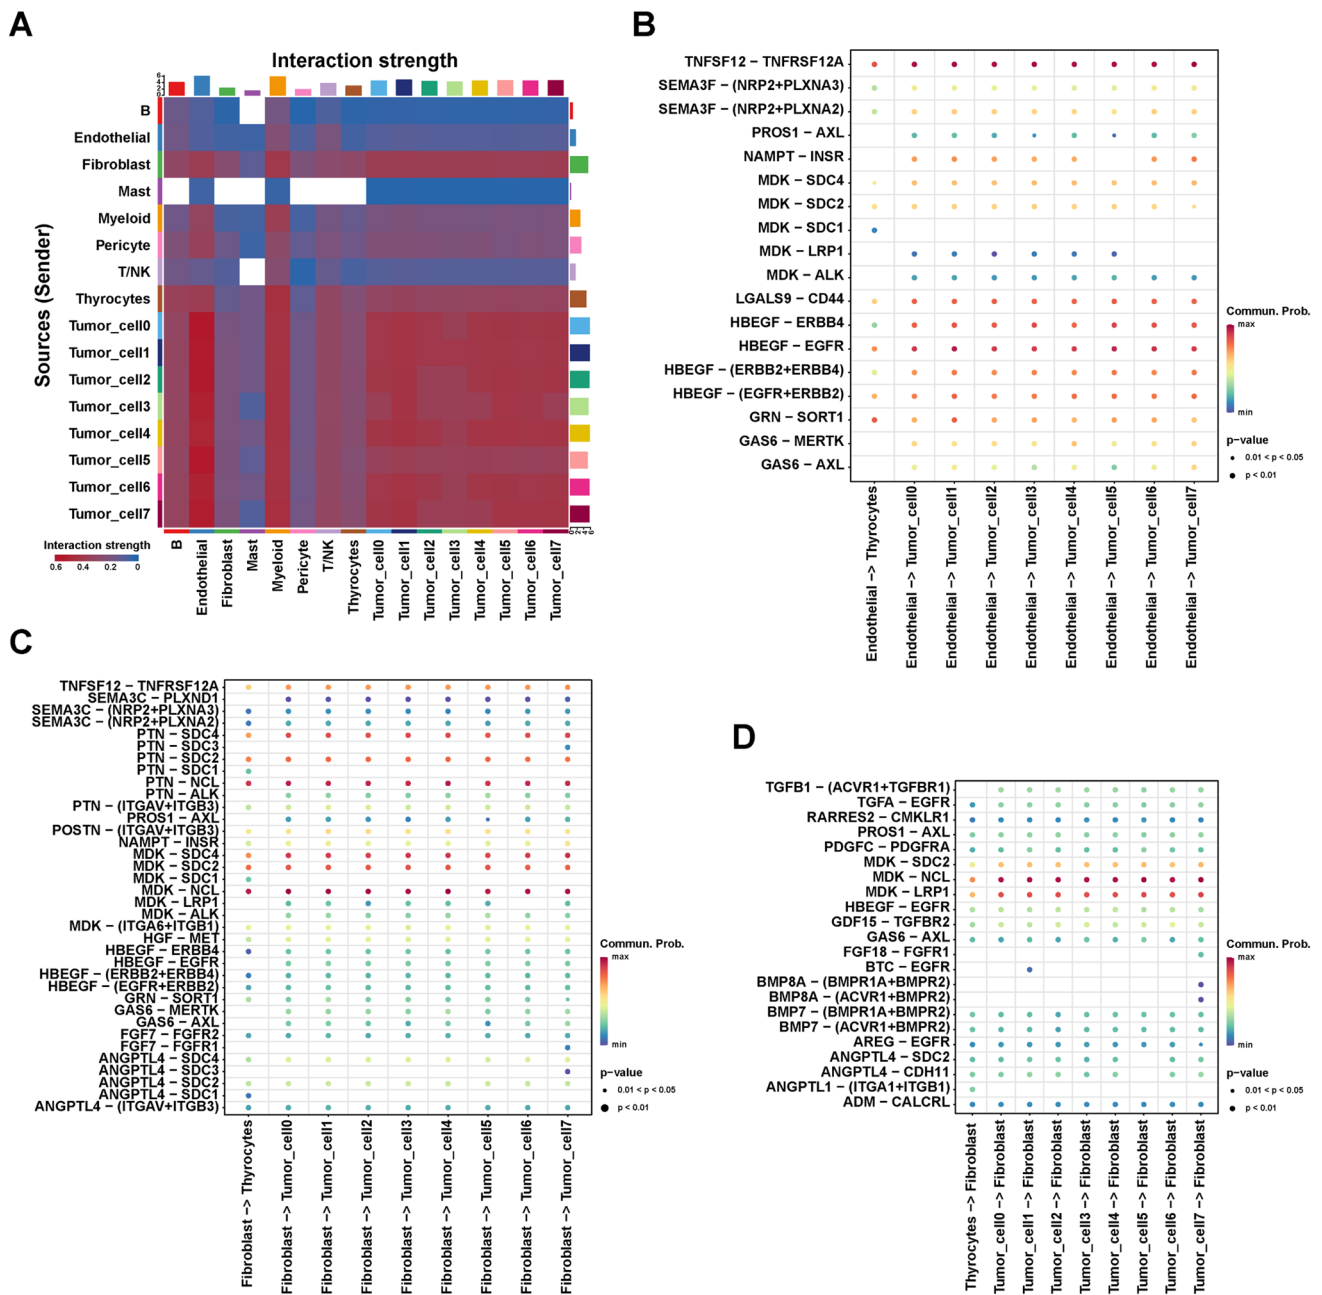 A
Interaction strength
6
4
2
0
Sources (Sender)
B
Endothelial
Fibroblast
Mast
Myeloid
Pericyte
T/NK
Thyrocytes
Tumor_cell0
Tumor_cell1
Tumor_cell2
Tumor_cell3
Tumor_cell4
Tumor_cell5
Tumor_cell6
Tumor_cell7
0 2 4 6
Interaction strength
0.6 0.4 0.2 0
B
Endothelial
Fibroblast
Mast
Myeloid
Pericyte
T/NK
Thyrocytes
Tumor_cell0
Tumor_cell1
Tumor_cell2
Tumor_cell3
Tumor_cell4
Tumor_cell5
Tumor_cell6
Tumor_cell7
B
TNFSF12 − TNFRSF12A
SEMA3F − (NRP2+PLXNA3)
SEMA3F − (NRP2+PLXNA2)
PROS1 − AXL
NAMPT − INSR
MDK − SDC4
MDK − SDC2
MDK − SDC1
MDK − LRP1
MDK − ALK
LGALS9 − CD44
HBEGF − ERBB4
HBEGF − EGFR
HBEGF − (ERBB2+ERBB4)
HBEGF − (EGFR+ERBB2)
GRN − SORT1
GAS6 − MERTK
GAS6 − AXL
Endothelial −> Thyrocytes
Endothelial −> Tumor_cell0
Endothelial −> Tumor_cell1
Endothelial −> Tumor_cell2
Endothelial −> Tumor_cell3
Endothelial −> Tumor_cell4
Endothelial −> Tumor_cell5
Endothelial −> Tumor_cell6
Endothelial −> Tumor_cell7
Commun. Prob.
max
min
p−value
0.01 < p < 0.05
p < 0.01
C
TNFSF12 − TNFRSF12A
SEMA3C − PLXND1
SEMA3C − (NRP2+PLXNA3)
SEMA3C − (NRP2+PLXNA2)
PTN − SDC4
PTN − SDC3
PTN − SDC2
PTN − SDC1
PTN − NCL
PTN − ALK
PTN − (ITGAV+ITGB3)
PROS1 − AXL
POSTN − (ITGAV+ITGB3)
NAMPT − INSR
MDK − SDC4
MDK − SDC2
MDK − SDC1
MDK − NCL
MDK − LRP1
MDK − ALK
MDK − (ITGA6+ITGB1)
HGF − MET
HBEGF − ERBB4
HBEGF − EGFR
HBEGF − (ERBB2+ERBB4)
HBEGF − (EGFR+ERBB2)
GRN − SORT1
GAS6 − MERTK
GAS6 − AXL
FGF7 − FGFR2
FGF7 − FGFR1
ANGPTL4 − SDC4
ANGPTL4 − SDC3
ANGPTL4 − SDC2
ANGPTL4 − SDC1
ANGPTL4 − (ITGAV+ITGB3)
Fibroblast −> Thyrocytes
Fibroblast −> Tumor_cell0
Fibroblast −> Tumor_cell1
Fibroblast −> Tumor_cell2
Fibroblast −> Tumor_cell3
Fibroblast −> Tumor_cell4
Fibroblast −> Tumor_cell5
Fibroblast −> Tumor_cell6
Fibroblast −> Tumor_cell7
Commun. Prob.
max
min
p−value
0.01 < p < 0.05
p < 0.01
D
TGFB1 − (ACVR1+TGFBR1)
TGFA − EGFR
RARRES2 − CMKLR1
PROS1 − AXL
PDGFC − PDGFRA
MDK − SDC2
MDK − NCL
MDK − LRP1
HBEGF − EGFR
GDF15 − TGFBR2
GAS6 − AXL
FGF18 − FGFR1
BTC − EGFR
BMP8A − (BMPR1A+BMPR2)
BMP8A − (ACVR1+BMPR2)
BMP7 − (BMPR1A+BMPR2)
BMP7 − (ACVR1+BMPR2)
AREG − EGFR
ANGPTL4 − SDC2
ANGPTL4 − CDH11
ANGPTL1 − (ITGA1+ITGB1)
ADM − CALCRL
Thyrocytes −> Fibroblast
Tumor_cell0 −> Fibroblast
Tumor_cell1 −> Fibroblast
Tumor_cell2 −> Fibroblast
Tumor_cell3 −> Fibroblast
Tumor_cell4 −> Fibroblast
Tumor_cell5 −> Fibroblast
Tumor_cell6 −> Fibroblast
Tumor_cell7 −> Fibroblast
Commun. Prob.
max
min
p−value
0.01 < p < 0.05
p < 0.01